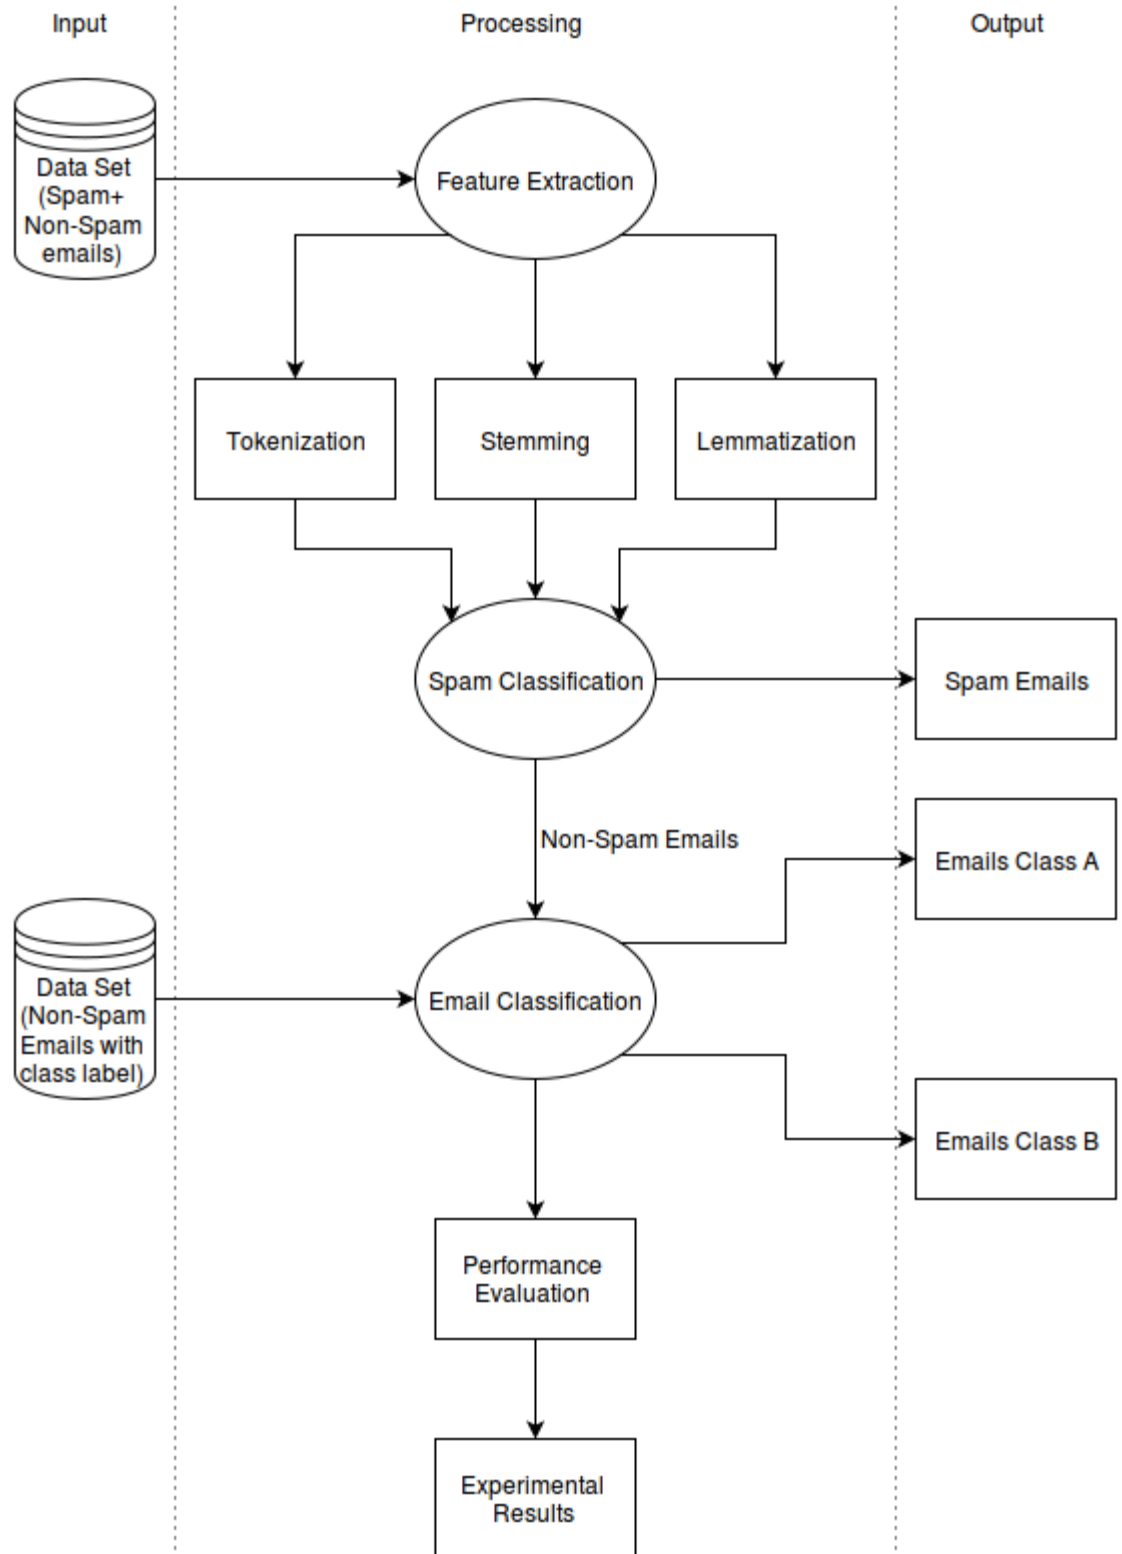 Input
Processing
Output
Data Set
(Spam+
Non-Spam
emails)
Feature Extraction
Tokenization
Stemming
Lemmatization
Spam Classification
Spam Emails
Non-Spam Emails
Emails Class A
Data Set
(Non-Spam
Emails with
class label)
Email Classification
Emails Class B
Performance
Evaluation
Experimental
Results